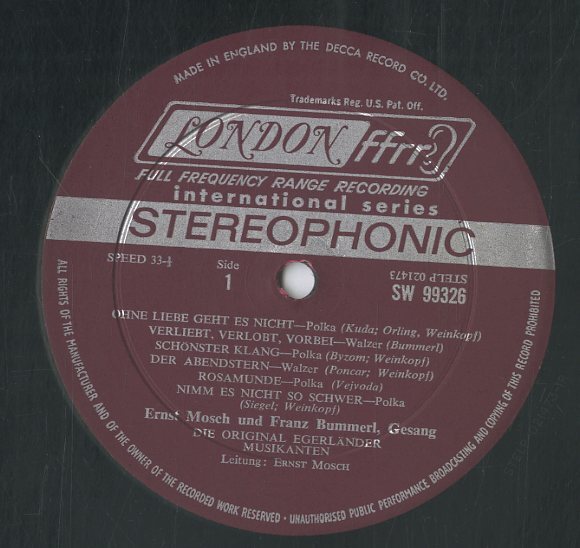 MADE IN ENGLAND BY THE DECCA RECORD CO. LTD.
Trademarks Reg. U.S. Pat. Off.
LONDON ffrr
FULL FREQUENCY RANGE RECORDING
international series
STEREOPHONIC
SPEED 33-⅓
Side
1
STELP 021473
SW 99326
OHNE LIEBE GEHT ES NICHT—Polka (Kuda; Orling, Weinkopf)
VERLIEBT, VERLOBT, VORBEI—Walzer (Bummerl)
SCHONSTER KLANG—Polka (Byzom; Weinkopf)
DER ABENDSTERN—Walzer (Poncar; Weinkopf)
ROSAMUNDE—Polka (Vejvoda)
NIMM ES NICHT SO SCHWER—Polka
(Siegel; Weinkopf)
Ernst Mosch und Franz Bummerl, Gesang
DIE ORIGINAL EGERLÄNDER
MUSIKANTEN
Leitung: ERNST MOSCH
ALL RIGHTS OF THE MANUFACTURER AND OF THE OWNER OF THE RECORDED WORK RESERVED · UNAUTHORISED PUBLIC PERFORMANCE BROADCASTING AND COPYING OF THIS RECORD PROHIBITED